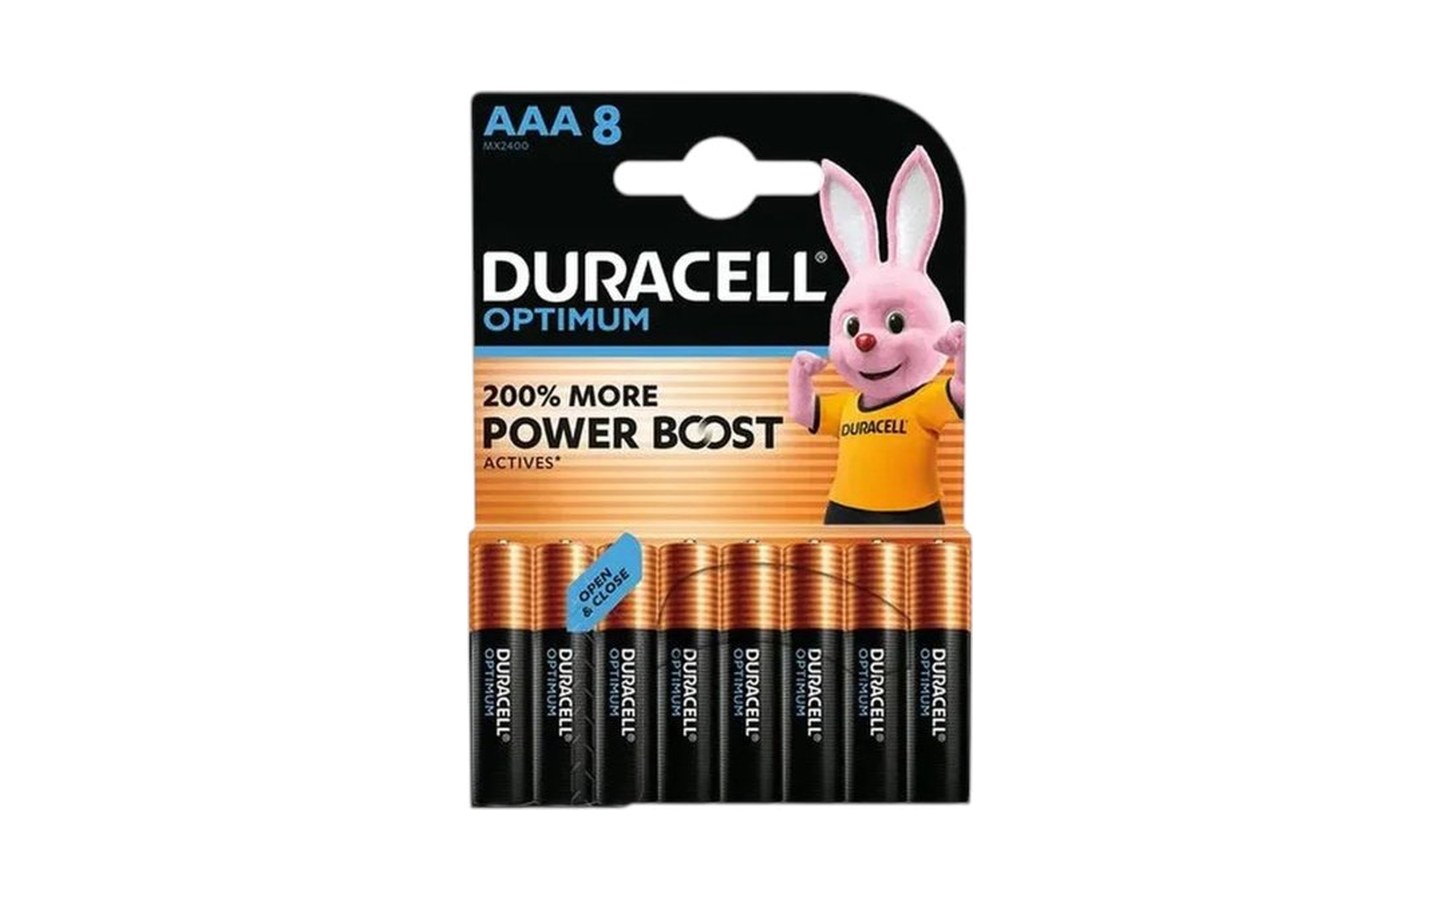 AAA 8
MX2400
DURACELL®
OPTIMUM
200% MORE
POWER BOOST
ACTIVES*
DURACELL
OPEN
& CLOSE
DURACELL®
OPTIMUM
DURACELL®
OPTIMUM
DURACELL®
OPTIMUM
DURACELL®
OPTIMUM
DURACELL®
OPTIMUM
DURACELL®
OPTIMUM
DURACELL®
OPTIMUM
DURACELL®
OPTIMUM